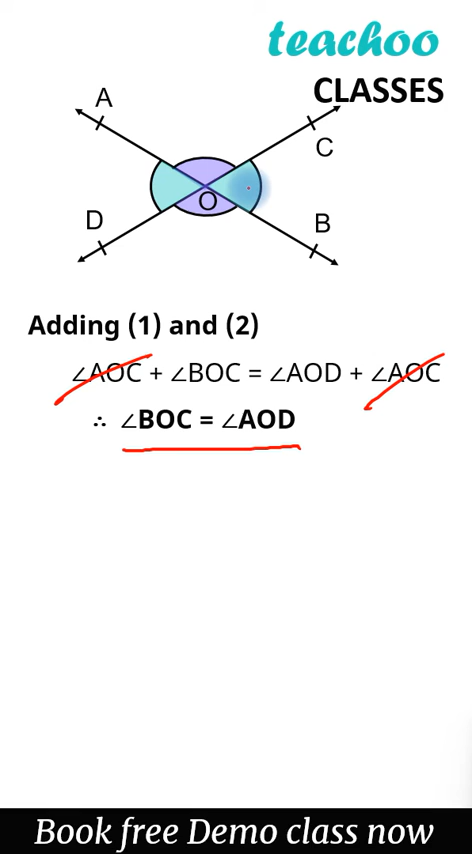 teachoo
CLASSES
A
C
D
O
B
Adding (1) and (2)
∠AOC + ∠BOC = ∠AOD + ∠AOC
∴ ∠BOC = ∠AOD
Book free Demo class now